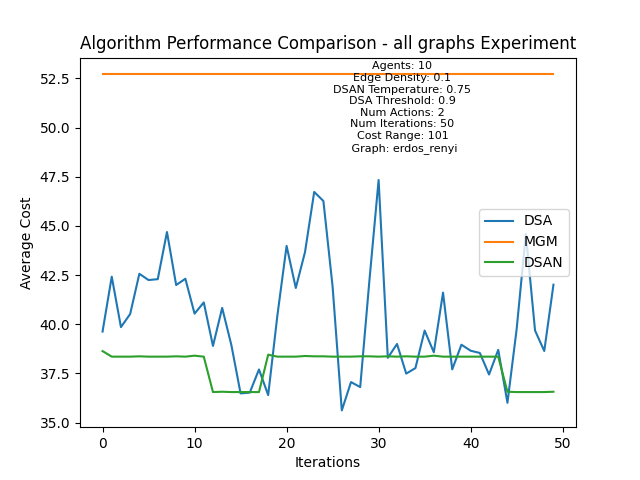 Algorithm Performance Comparison - all graphs Experiment
Agents: 10
Edge Density: 0.1
DSAN Temperature: 0.75
DSA Threshold: 0.9
Num Actions: 2
Num Iterations: 50
Cost Range: 101
Graph: erdos_renyi
52.5
50.0
47.5
45.0
42.5
40.0
37.5
35.0
Average Cost
DSA
MGM
DSAN
0
10
20
30
40
50
Iterations